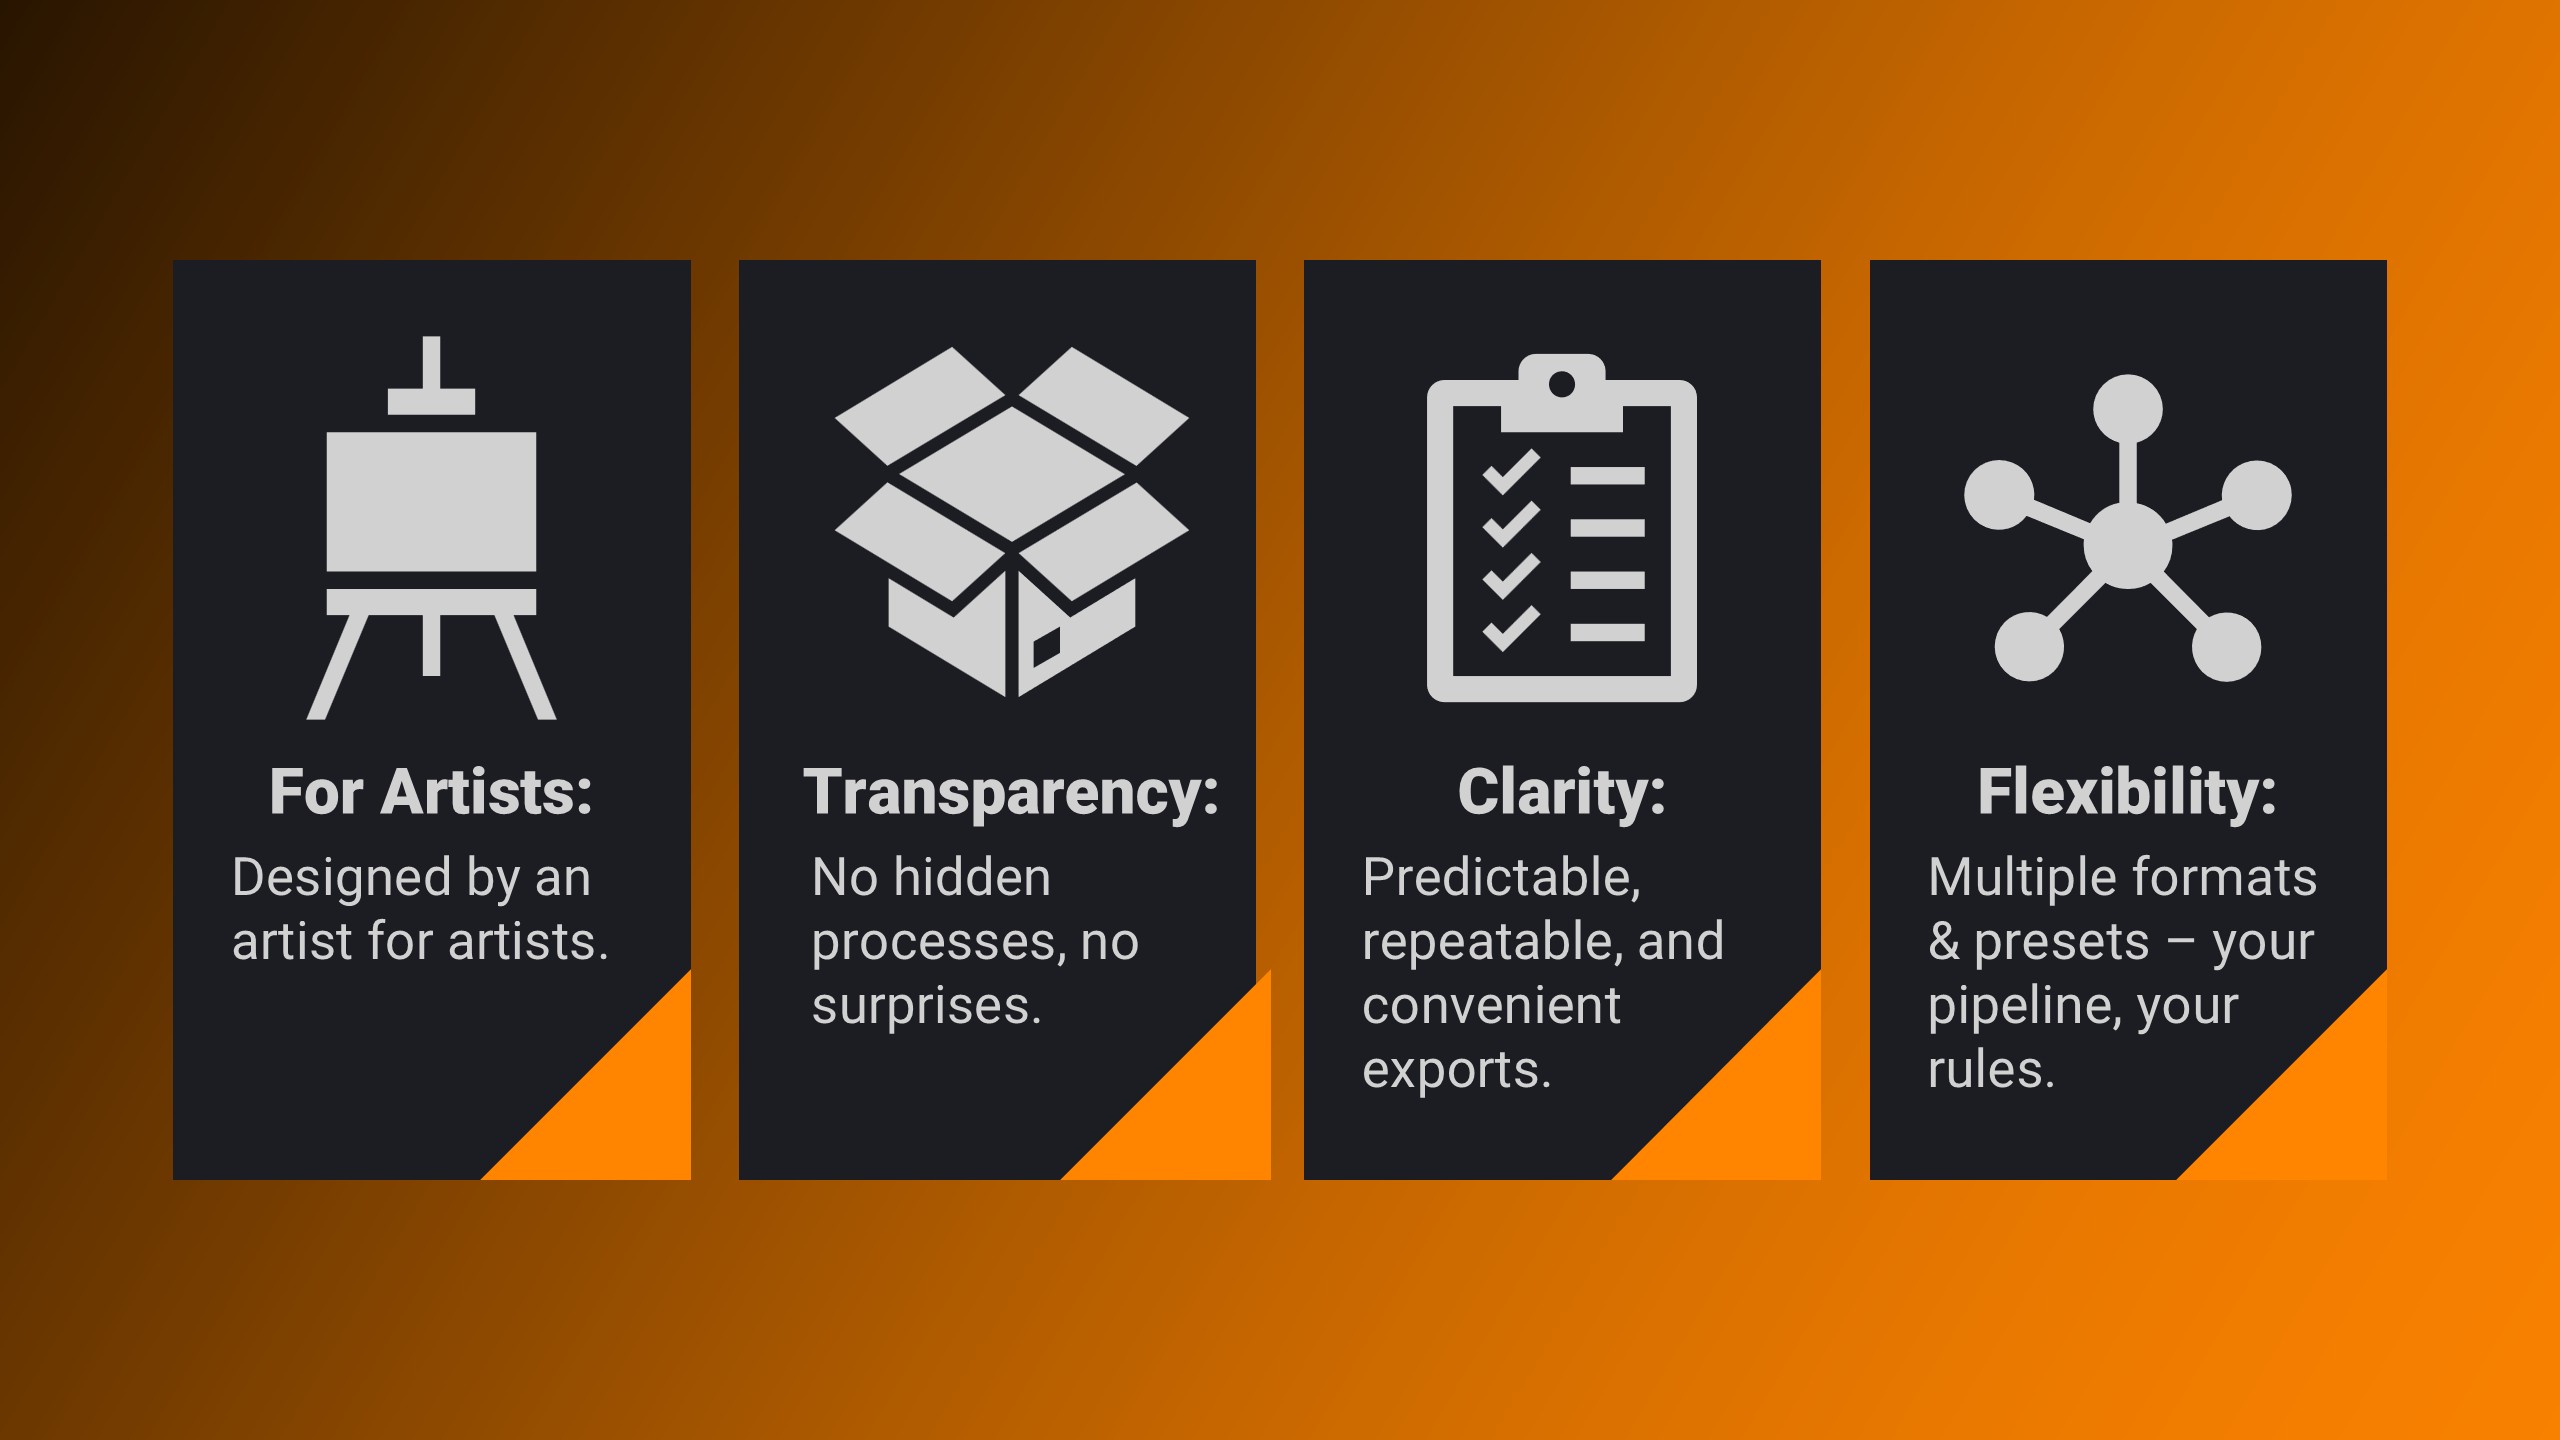 For Artists:
Designed by an
artist for artists.
Transparency:
No hidden
processes, no
surprises.
Clarity:
Predictable,
repeatable, and
convenient
exports.
Flexibility:
Multiple formats
& presets – your
pipeline, your
rules.